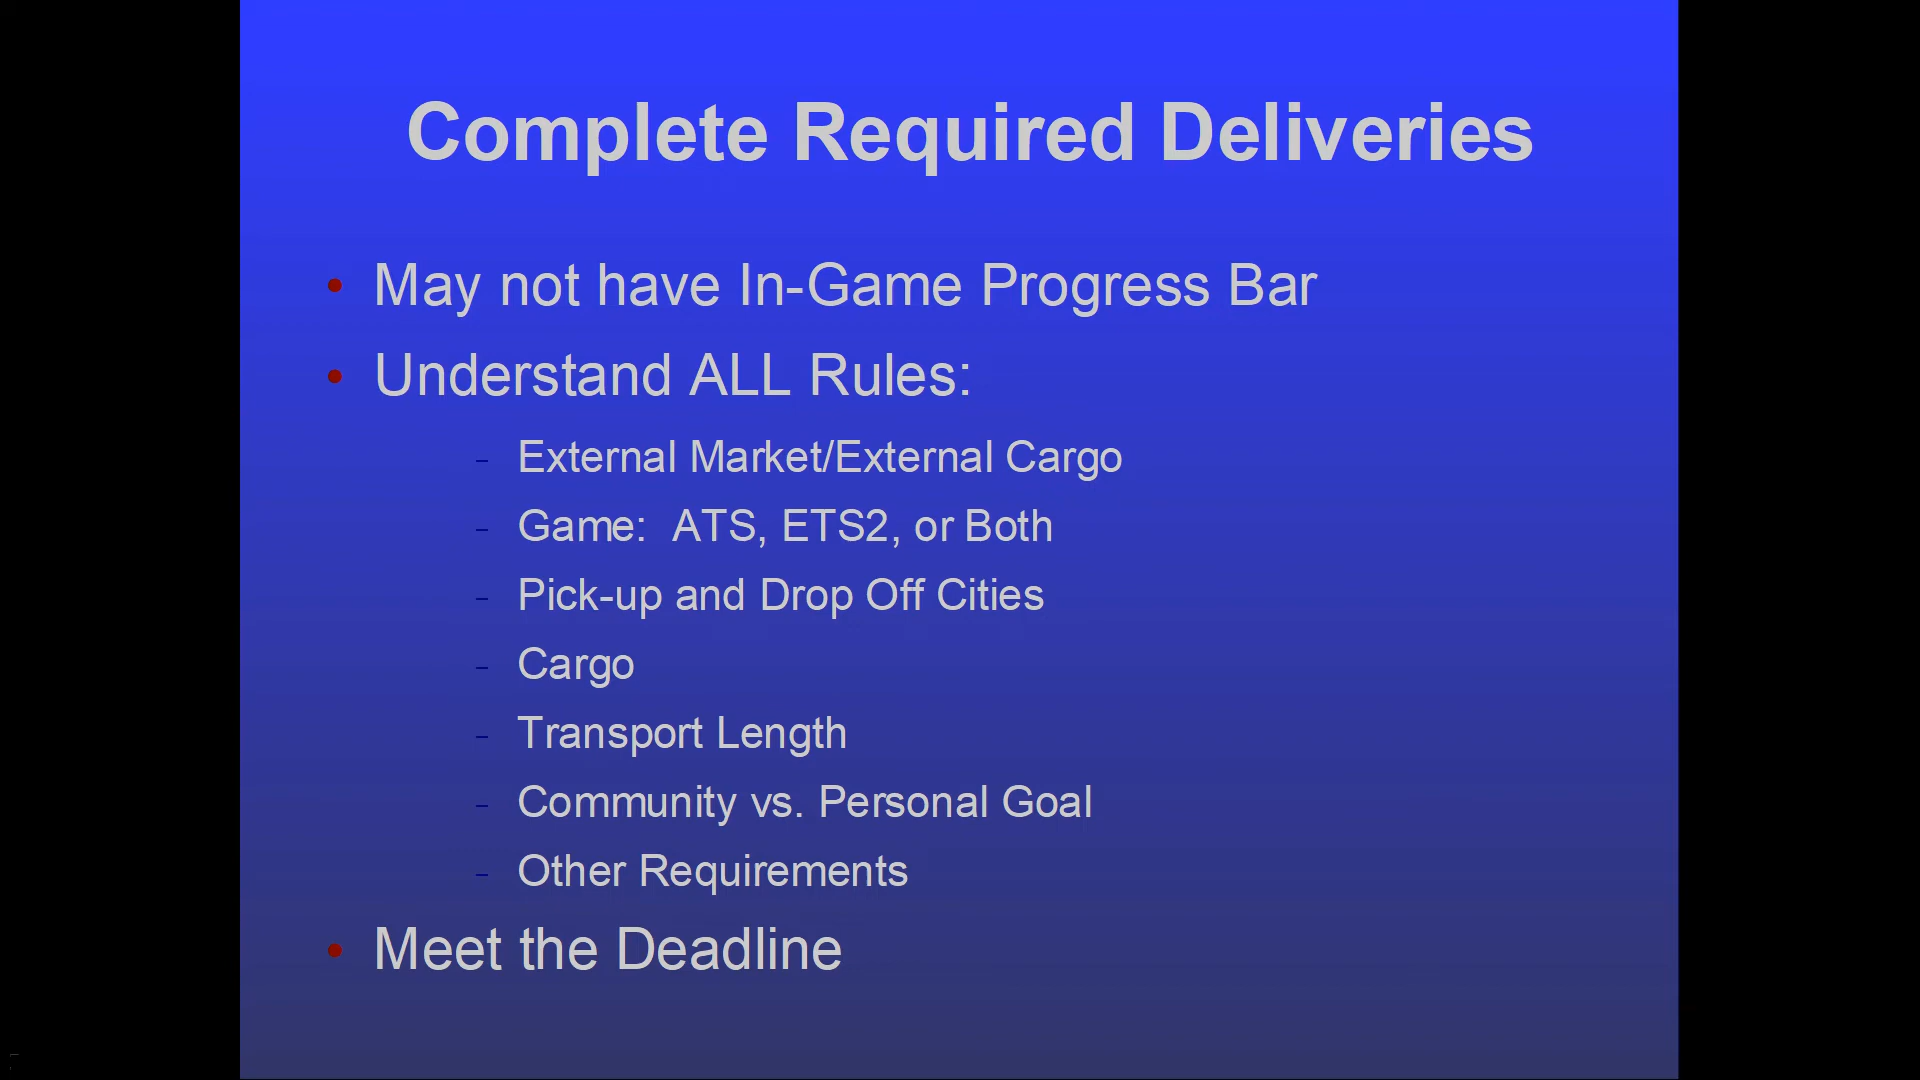 Complete Required Deliveries
• May not have In-Game Progress Bar
• Understand ALL Rules:
– External Market/External Cargo
– Game:  ATS, ETS2, or Both
– Pick-up and Drop Off Cities
– Cargo
– Transport Length
– Community vs. Personal Goal
– Other Requirements
• Meet the Deadline